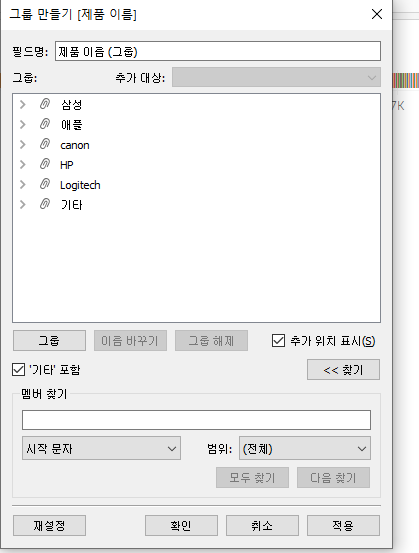 그룹 만들기 [제품 이름]
필드명: 제품 이음 (그룹)
그룹: 추가 대상:
7K
삼성
애플
canon
HP
Logitech
기타
그룹 이름 바꾸기 그룹 해제 추가 위치 표시(S)
'기타' 포함 << 찾기
멤버 찾기
시작 문자 범위: (전체)
모두 찾기 다음 찾기
재설정 확인 취소 적용